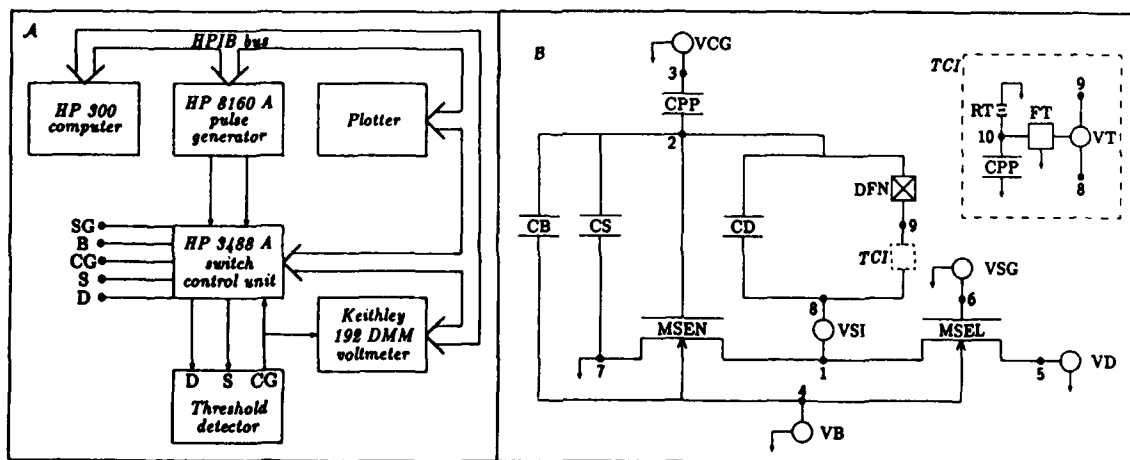 A
HPIB bus
HP 300
computer
HP 8160 A
pulse
generator
Plotter
SG
B
CG
S
D
HP 3488 A
switch
control unit
Keithley
192 DMM
voltmeter
D S CG
Threshold
detector
B
VCG
3
CPP
2
CB
CS
CD
DFN
9
TCI
8
VSI
MSEN
7
1
VSG
6
MSEL
5
VD
4
VB
TCI
RT
FT
9
10
VT
CPP
8